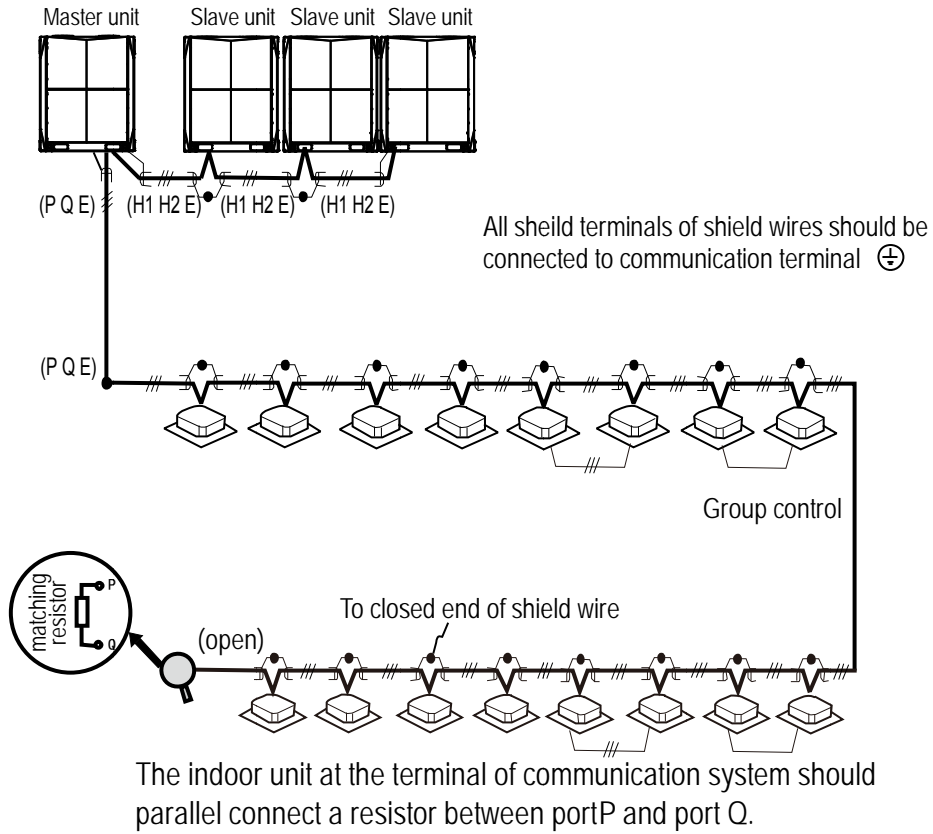 Master unit
Slave unit
Slave unit
Slave unit
(P Q E)
(H1 H2 E)
(H1 H2 E)
(H1 H2 E)
All sheild terminals of shield wires should be
connected to communication terminal
(P Q E)
Group control
matching
resistor
P
Q
To closed end of shield wire
(open)
The indoor unit at the terminal of communication system should
parallel connect a resistor between portP and port Q.